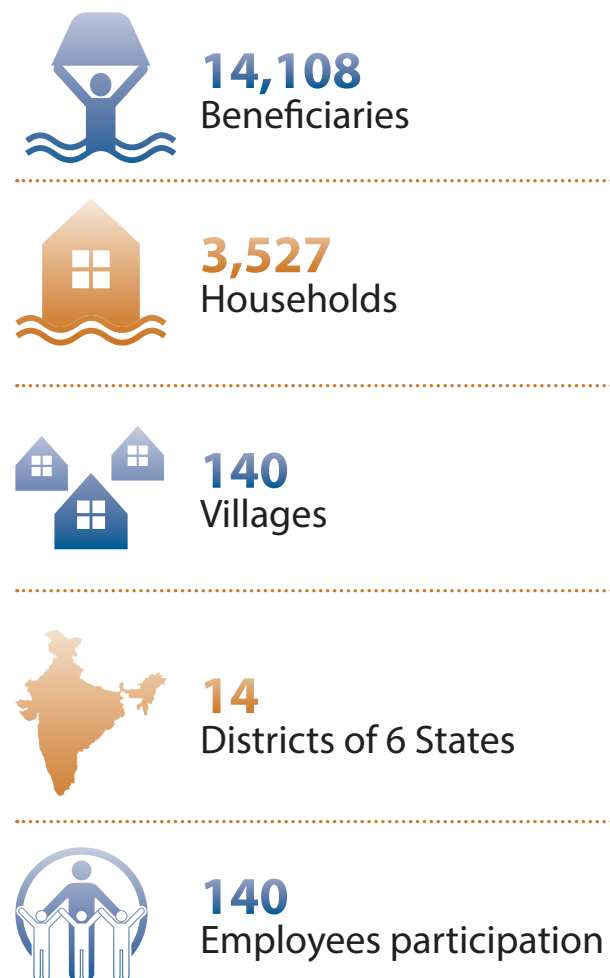 14,108
Beneficiaries
3,527
Households
140
Villages
14
Districts of 6 States
140
Employees participation